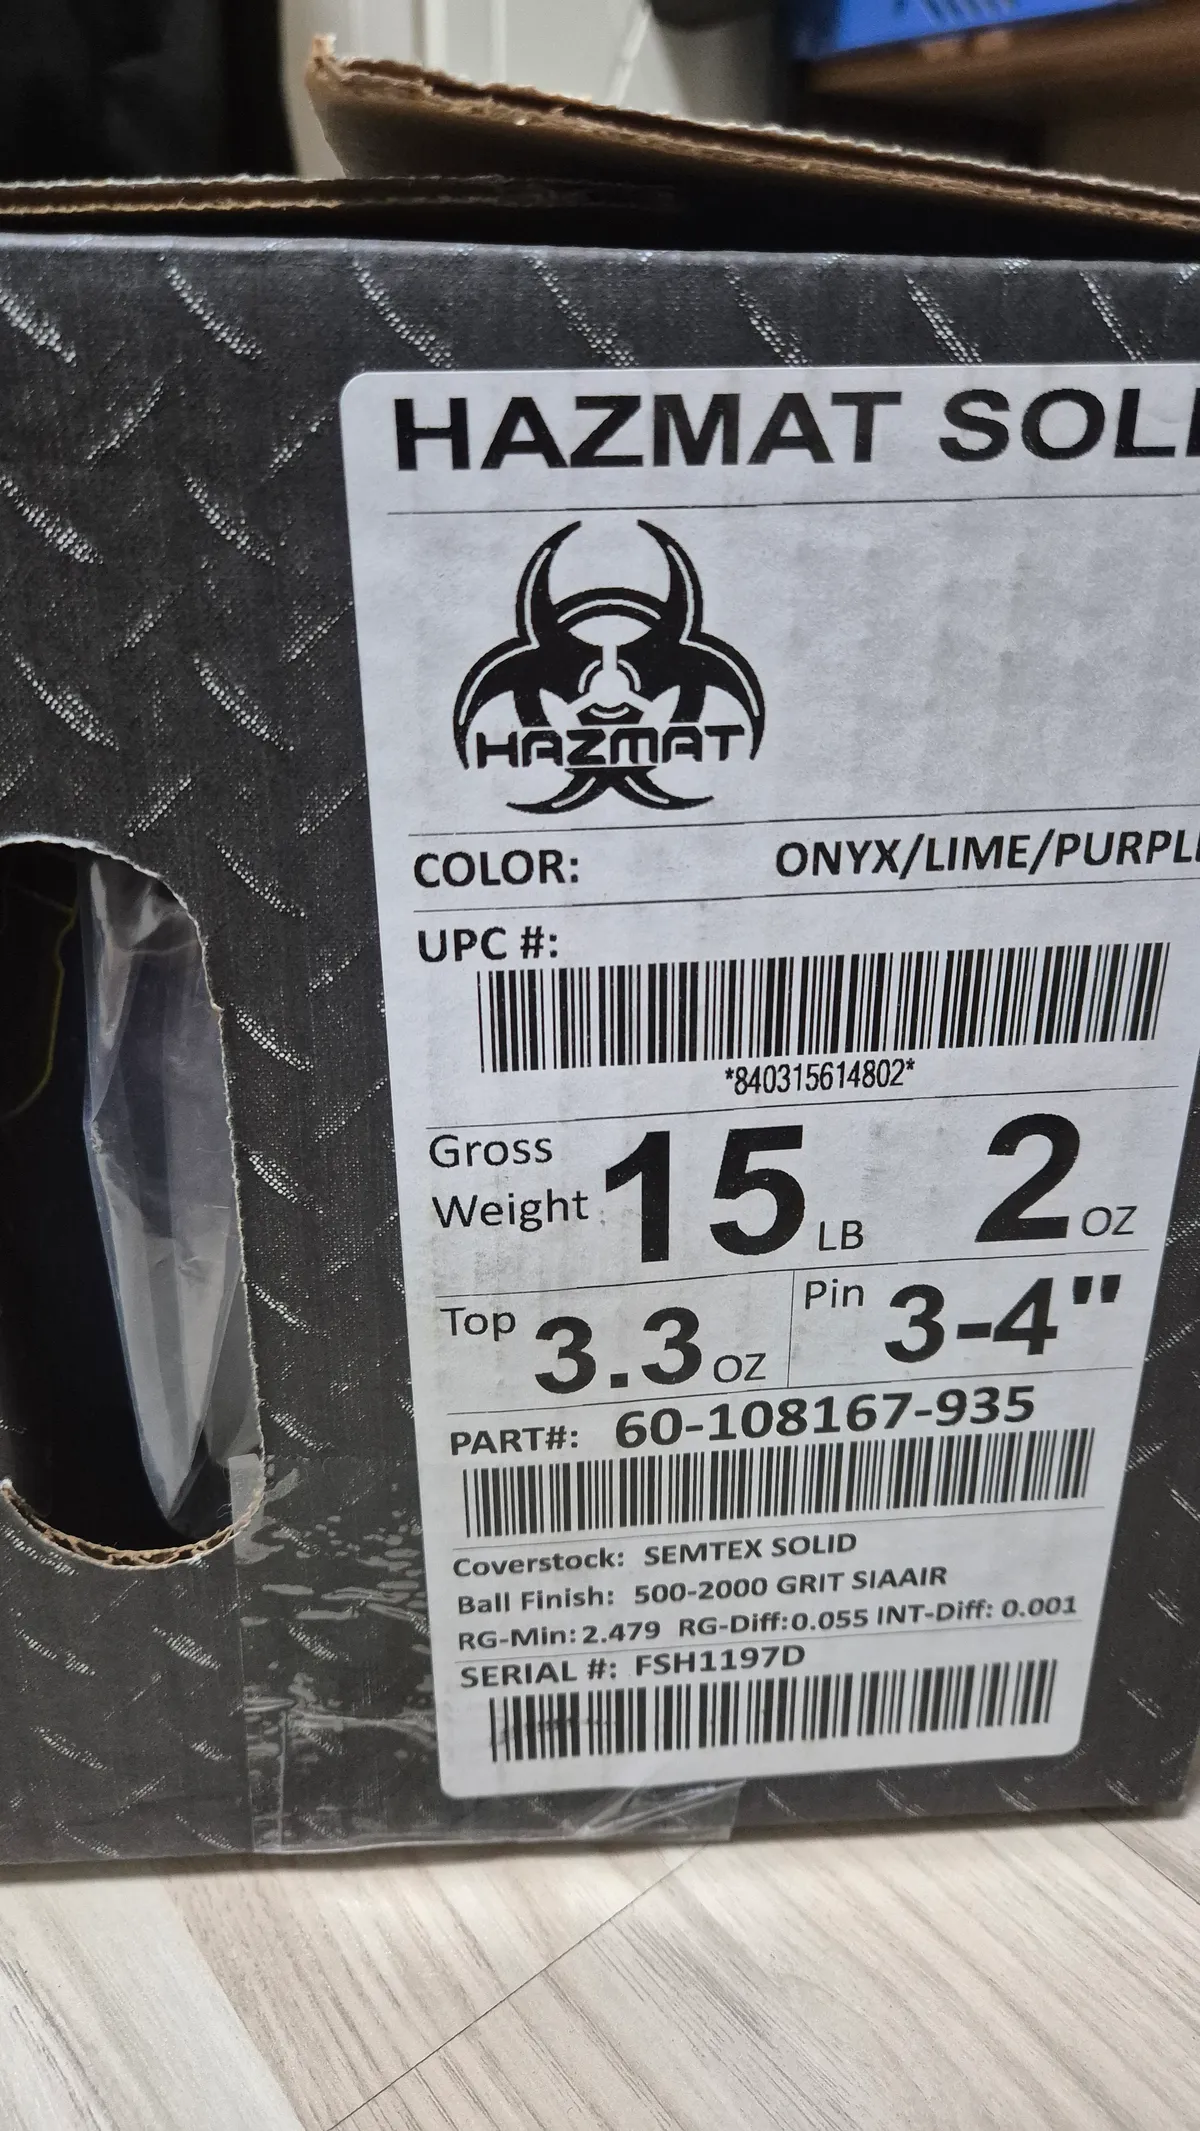 HAZMAT SOLI
HAZMAT
COLOR: ONYX/LIME/PURPLE
UPC #:
*840315614802*
Gross Weight 15 LB 2 OZ
Top 3.3 OZ Pin 3-4"
PART#: 60-108167-935
Coverstock: SEMTEX SOLID
Ball Finish: 500-2000 GRIT SIAAIR
RG-Min: 2.479 RG-Diff:0.055 INT-Diff: 0.001
SERIAL #: FSH1197D